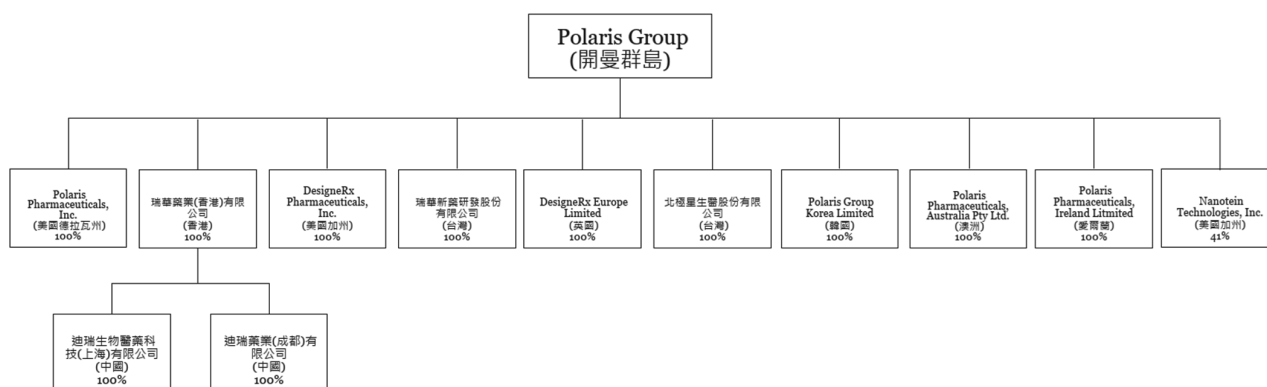 Polaris Group
(開曼群島)
Polaris
Pharmaceuticals,
Inc.
(美國德拉瓦州)
100%
瑞華藥業(香港)有限
公司
(香港)
100%
DesigneRx
Pharmaceuticals,
Inc.
(美國加州)
100%
瑞華新藥研發股份
有限公司
(台灣)
100%
DesigneRx Europe
Limited
(英國)
100%
北極星生醫股份有限
公司
(台灣)
100%
Polaris Group
Korea Limited
(韓國)
100%
Polaris
Pharmaceuticals,
Australia Pty Ltd.
(澳洲)
100%
Polaris
Pharmaceuticals,
Ireland Litmited
(愛爾蘭)
100%
Nanotein
Technologies, Inc.
(美國加州)
41%
迪瑞生物醫藥科
技(上海)有限公司
(中國)
100%
迪瑞藥業(成都)有
限公司
(中國)
100%